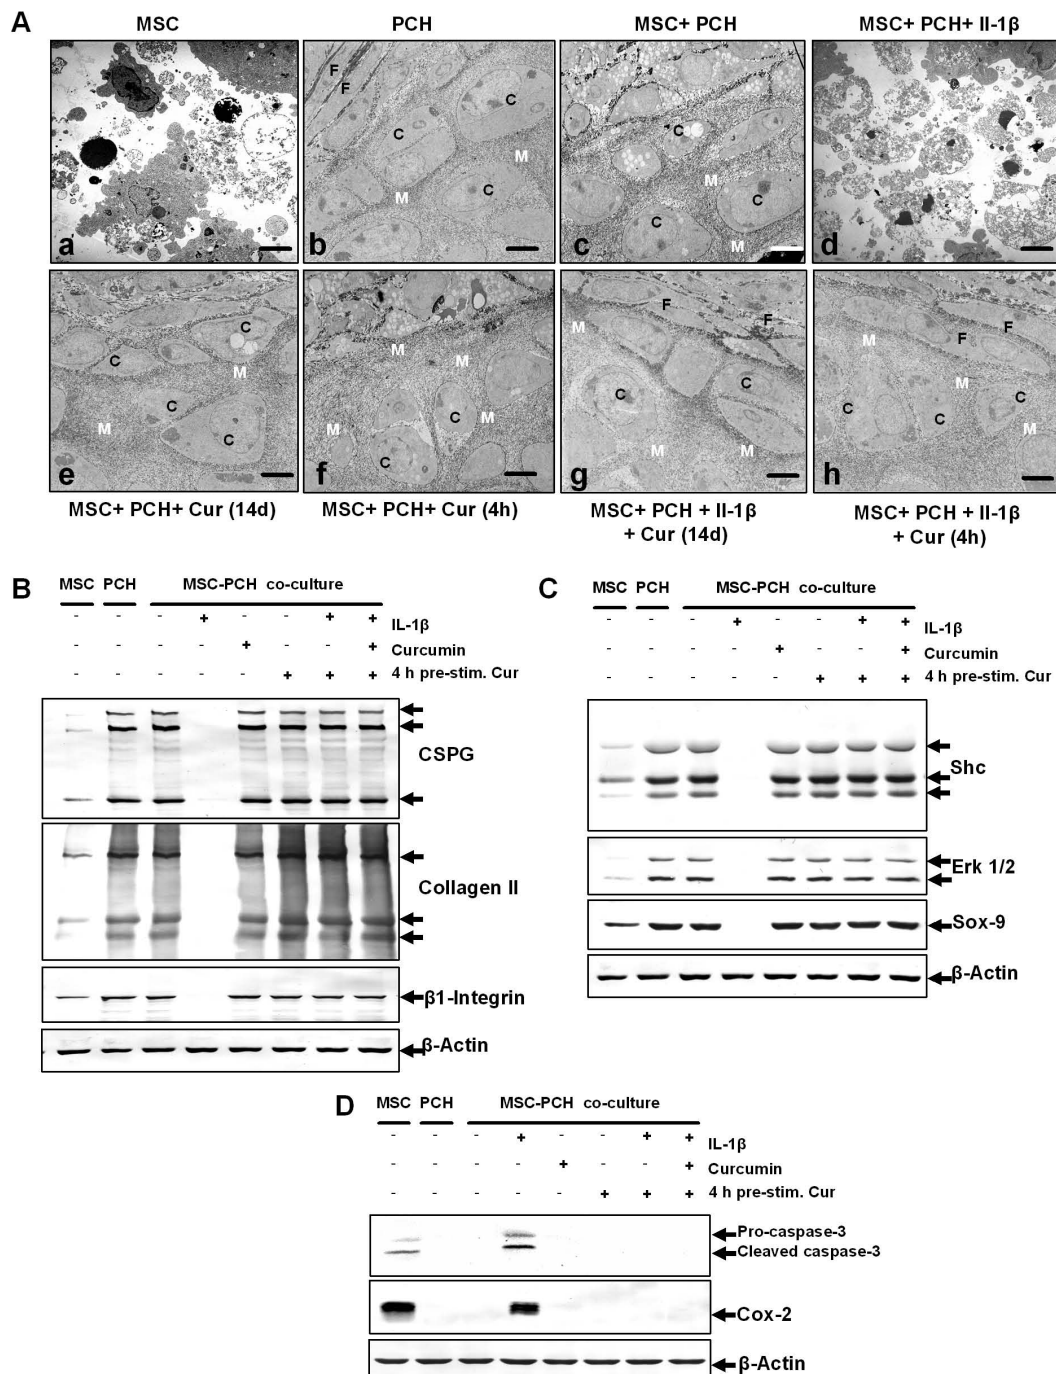 A
MSC
PCH
MSC+ PCH
MSC+ PCH+ II-1β
F
F
C
C
M
M
C
C
C
M
M
C
M
a
b
c
d
C
M
C
M
C
C
M
M
C
M
M
C
F
F
M
C
C
M
M
F
F
M
C
C
C
M
e
f
g
h
MSC+ PCH+ Cur (14d)
MSC+ PCH+ Cur (4h)
MSC+ PCH + II-1β
+ Cur (14d)
MSC+ PCH + II-1β
+ Cur (4h)
B
MSC PCH MSC-PCH co-culture
- - - + - - + + IL-1β
- - - - + - - + Curcumin
- - - - - + + + 4 h pre-stim. Cur
CSPG
Collagen II
β1-Integrin
β-Actin
C
MSC PCH MSC-PCH co-culture
- - - + - - + + IL-1β
- - - - + - - + Curcumin
- - - - - + + + 4 h pre-stim. Cur
Shc
Erk 1/2
Sox-9
β-Actin
D
MSC PCH MSC-PCH co-culture
- - - + - - + + IL-1β
- - - - + - - + Curcumin
- - - - - + + + 4 h pre-stim. Cur
Pro-caspase-3
Cleaved caspase-3
Cox-2
β-Actin